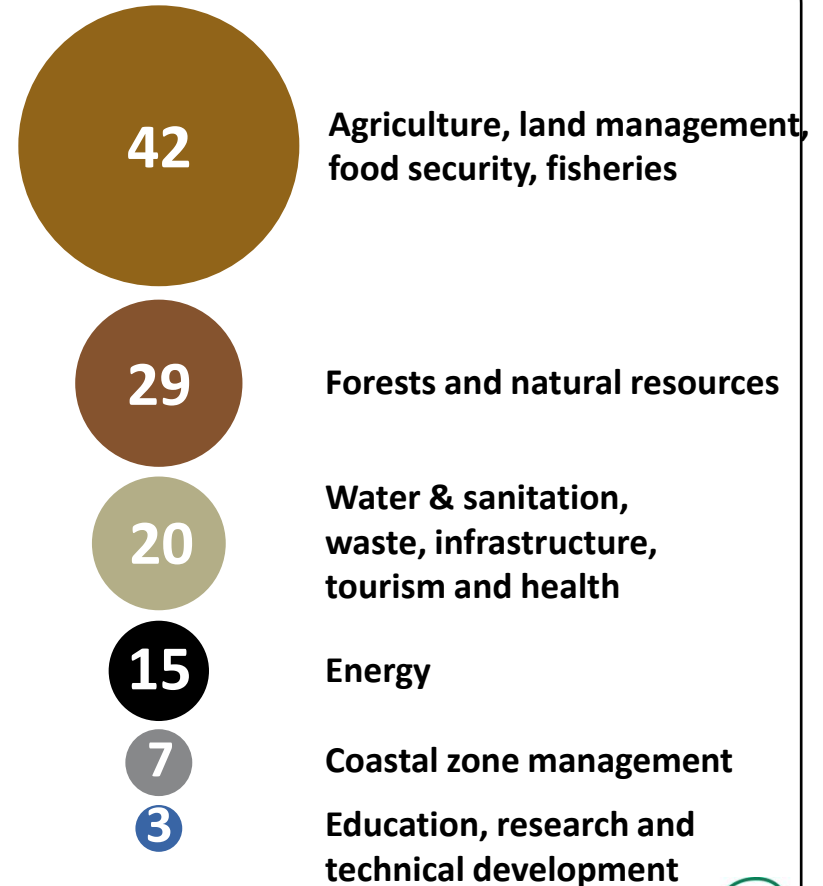 42
Agriculture, land management,
food security, fisheries
29
Forests and natural resources
20
Water & sanitation,
waste, infrastructure,
tourism and health
15
Energy
7
Coastal zone management
3
Education, research and
technical development